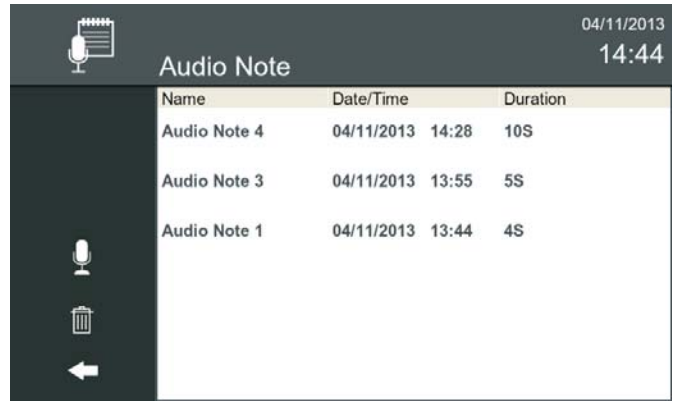 04/11/2013
14:44
Audio Note
Name Date/Time Duration
Audio Note 4 04/11/2013 14:28 10S
Audio Note 3 04/11/2013 13:55 5S
Audio Note 1 04/11/2013 13:44 4S